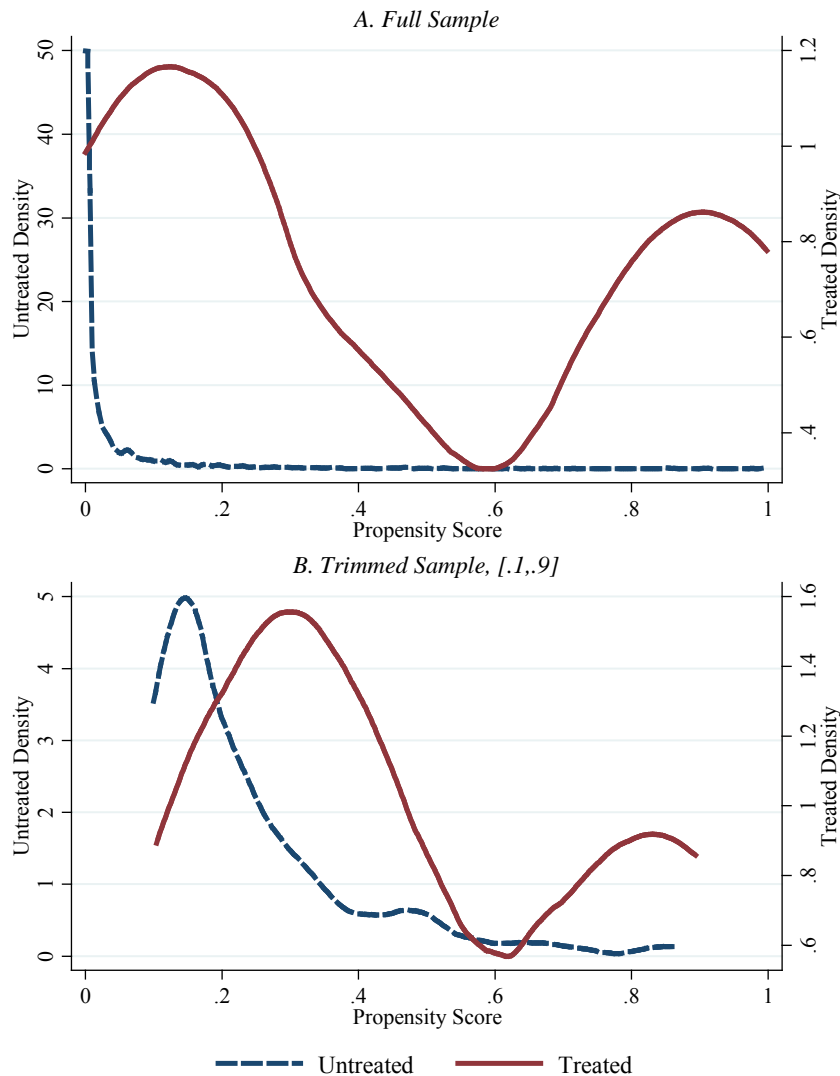 A. Full Sample
50
40
30
20
10
0
Untreated Density
1.2
1
.8
.6
.4
Treated Density
0 .2 .4 .6 .8 1
Propensity Score
B. Trimmed Sample, [.1,.9]
5
4
3
2
1
0
Untreated Density
1.6
1.4
1.2
1
.8
.6
Treated Density
0 .2 .4 .6 .8 1
Propensity Score
Untreated Treated